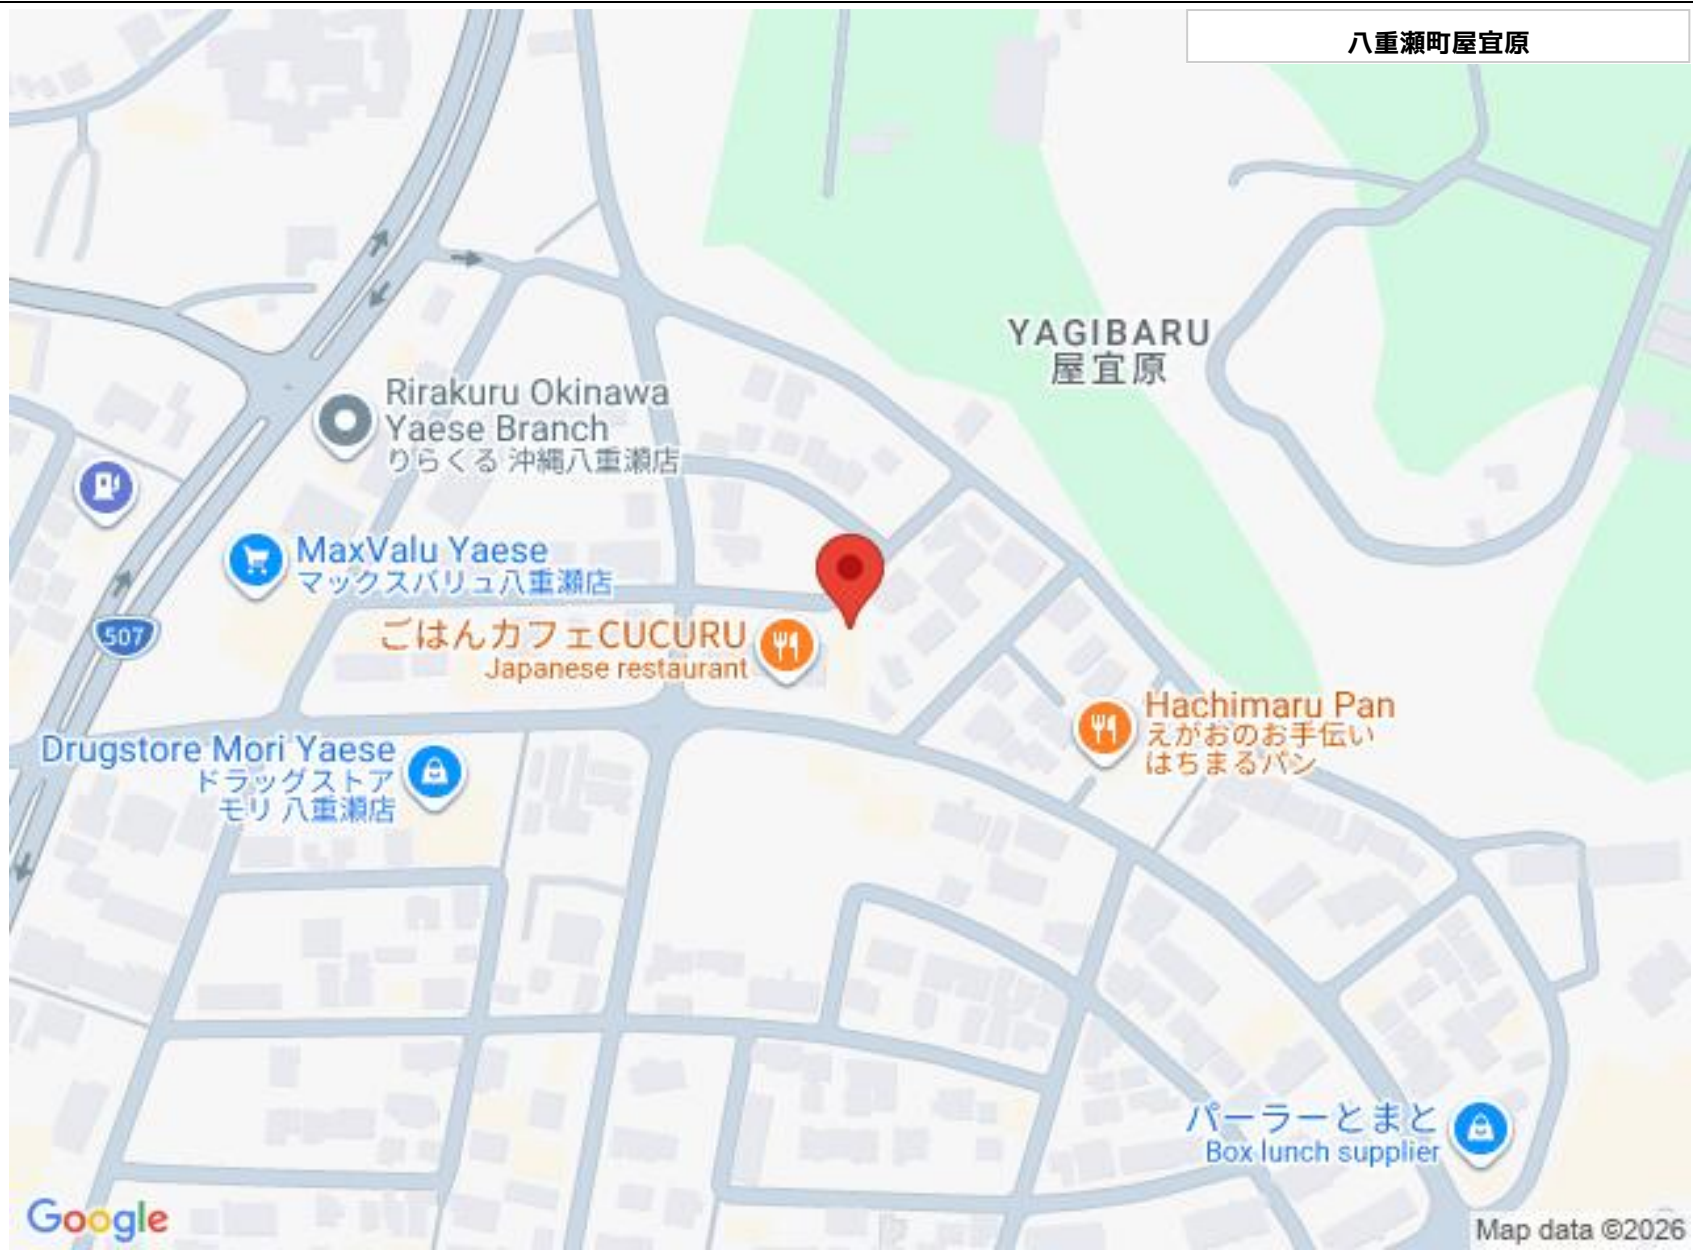 八重瀬町屋宜原
YAGIBARU
屋宜原
Rirakuru Okinawa
Yaese Branch
りらくる 沖縄八重瀬店
MaxValu Yaese
マックスバリュ八重瀬店
507
ごはんカフェCUCURU
Japanese restaurant
Hachimaru Pan
えがおのお手伝い
はちまるパン
Drugstore Mori Yaese
ドラッグストア
モリ 八重瀬店
パーラーとまと
Box lunch supplier
Google
Map data ©2026